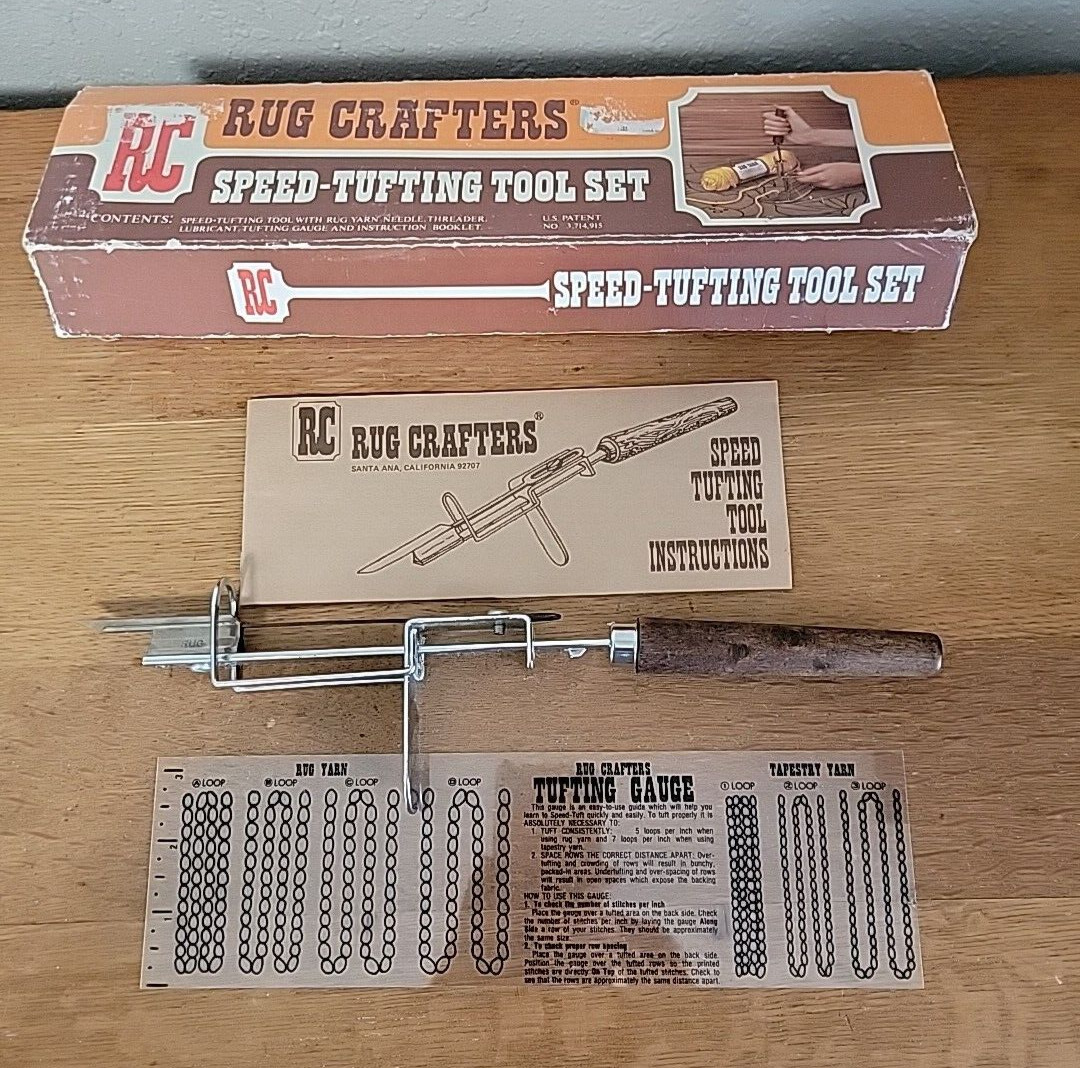 RC
RUG CRAFTERS®
SPEED-TUFTING TOOL SET
CONTENTS: SPEED-TUFTING TOOL WITH RUG YARN NEEDLE, THREADER,
LUBRICANT, TUFTING GAUGE AND INSTRUCTION BOOKLET.
U.S. PATENT
NO. 3,714,915
RC
SPEED-TUFTING TOOL SET
RC
RUG CRAFTERS®
SANTA ANA, CALIFORNIA 92707
SPEED
TUFTING
TOOL
INSTRUCTIONS
RUG
RUG YARN
Ⓐ LOOP
Ⓑ LOOP
Ⓒ LOOP
Ⓓ LOOP
3
2
1
RUG CRAFTERS
TUFTING GAUGE
This gauge is an easy-to-use guide which will help you
learn to Speed-Tuft quickly and easily. To tuft properly it is
ABSOLUTELY NECESSARY TO:
1. TUFT CONSISTENTLY: 5 loops per inch when
using rug yarn and 7 loops per inch when using
tapestry yarn.
2. SPACE ROWS THE CORRECT DISTANCE APART: Over-
tufting and crowding of rows will result in bunchy,
packed-in areas. Undertufting and over-spacing of rows
will result in open spaces which expose the backing
fabric.
HOW TO USE THIS GAUGE:
1. To check the number of stitches per inch
Place the gauge over a tufted area on the back side. Check
the number of stitches per inch by laying the gauge Along
Side a row of your stitches. They should be approximately
the same size.
2. To check proper row spacing
Place the gauge over a tufted area on the back side.
Position the gauge over the tufted rows so the printed
stitches are directly On Top of the tufted stitches. Check to
see that the rows are approximately the same distance apart.
TAPESTRY YARN
① LOOP
② LOOP
③ LOOP